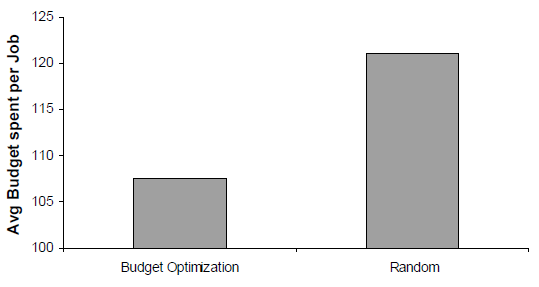 125
120
115
110
105
100
Avg Budget spent per Job
Budget Optimization
Random